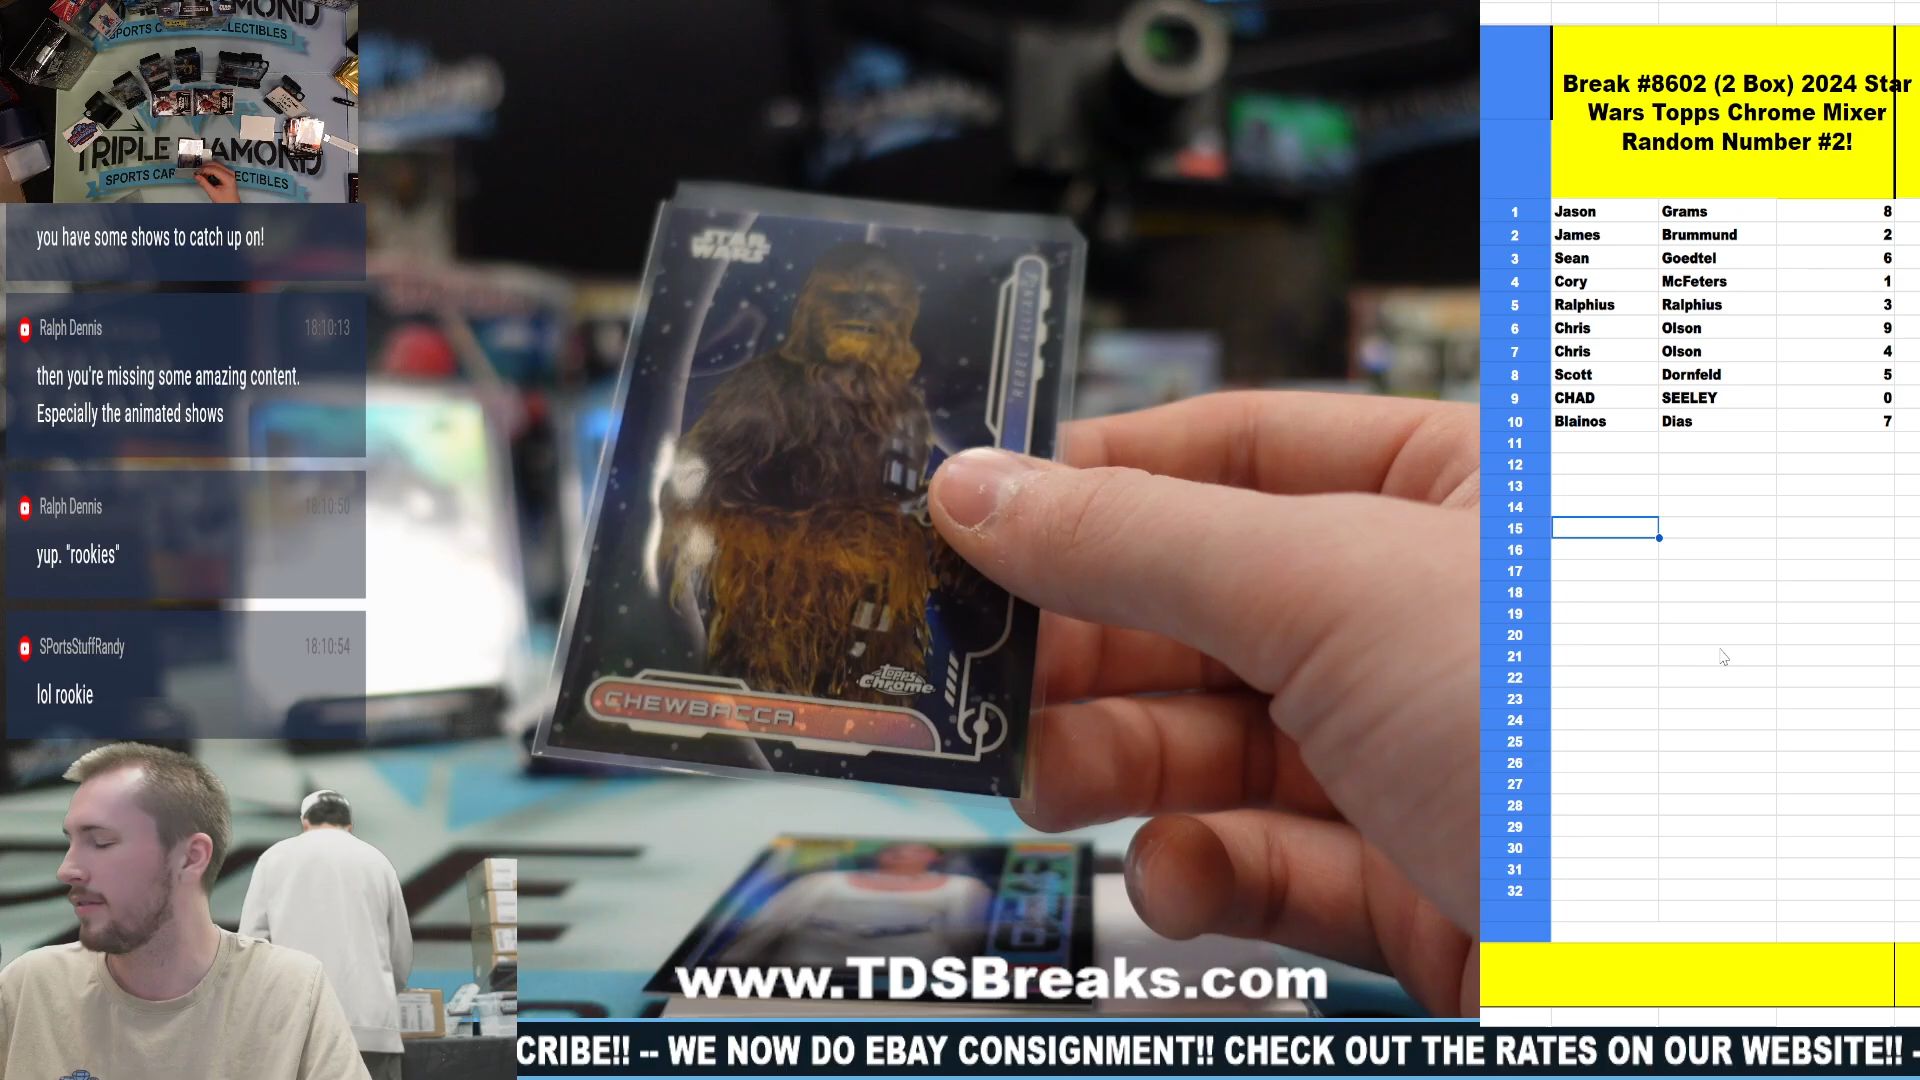 SPORTS CARDS COLLECTIBLES
TRIPLE DIAMOND
you have some shows to catch up on!
Ralph Dennis 18:10:13
then you're missing some amazing content.
Especially the animated shows
Ralph Dennis 18:10:50
yup. "rookies"
SPortsStuffRandy 18:10:54
lol rookie
STAR
WARS
REBEL ALLIANCE
Topps
Chrome
CHEWBACCA
www.TDSBreaks.com
CRIBE!! -- WE NOW DO EBAY CONSIGNMENT!! CHECK OUT THE RATES ON OUR WEBSITE!! -
Break #8602 (2 Box) 2024 Star
Wars Topps Chrome Mixer
Random Number #2!
1 Jason Grams 8
2 James Brummund 2
3 Sean Goedtel 6
4 Cory McFeters 1
5 Ralphius Ralphius 3
6 Chris Olson 9
7 Chris Olson 4
8 Scott Dornfeld 5
9 CHAD SEELEY 0
10 Blainos Dias 7
11
12
13
14
15
16
17
18
19
20
21
22
23
24
25
26
27
28
29
30
31
32